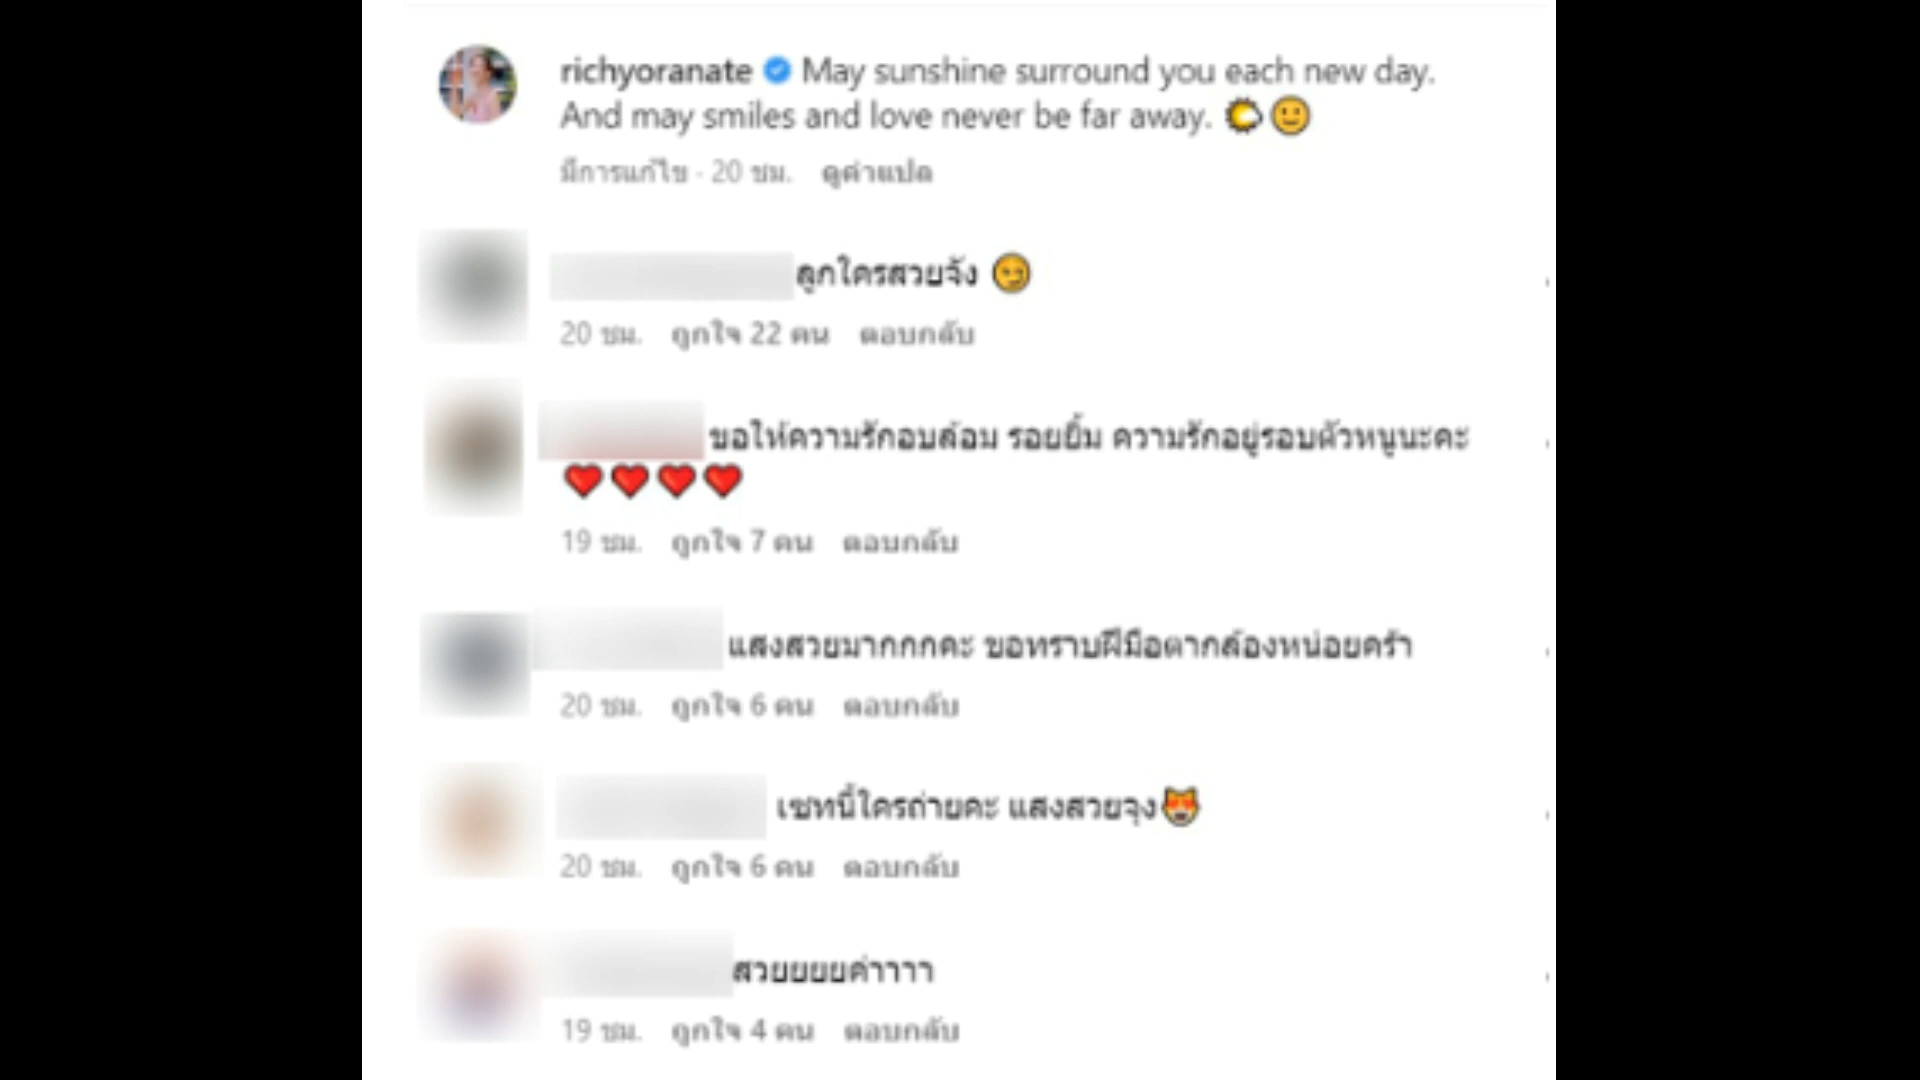 richyoranate May sunshine surround you each new day.
And may smiles and love never be far away. 🌤️🙂
มีการแก้ไข · 20 ชม. ดูคำแปล
ลูกใครสวยจัง 😏
20 ชม. ถูกใจ 22 คน ตอบกลับ
ขอให้ความรักอบล้อม รอยยิ้ม ความรักอยู่รอบตัวหนูนะคะ
❤️❤️❤️❤️
19 ชม. ถูกใจ 7 คน ตอบกลับ
แสงสวยมากกกคะ ขอทราบฝีมือตากล้องหน่อยคร้า
20 ชม. ถูกใจ 6 คน ตอบกลับ
เซทนี้ใครถ่ายคะ แสงสวยจุง😻
20 ชม. ถูกใจ 6 คน ตอบกลับ
สวยยยยค่าาาา
19 ชม. ถูกใจ 4 คน ตอบกลับ